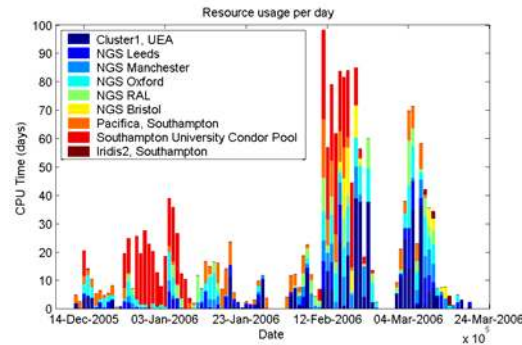 Resource usage per day
100
90
80
70
60
50
40
30
20
10
0
CPU Time (days)
Cluster1, UEA
NGS Leeds
NGS Manchester
NGS Oxford
NGS RAL
NGS Bristol
Pacifica, Southampton
Southampton University Condor Pool
Iridis2, Southampton
14-Dec-2005 03-Jan-2006 23-Jan-2006 12-Feb-2006 04-Mar-2006 24-Mar-2006
Date
x 10⁵